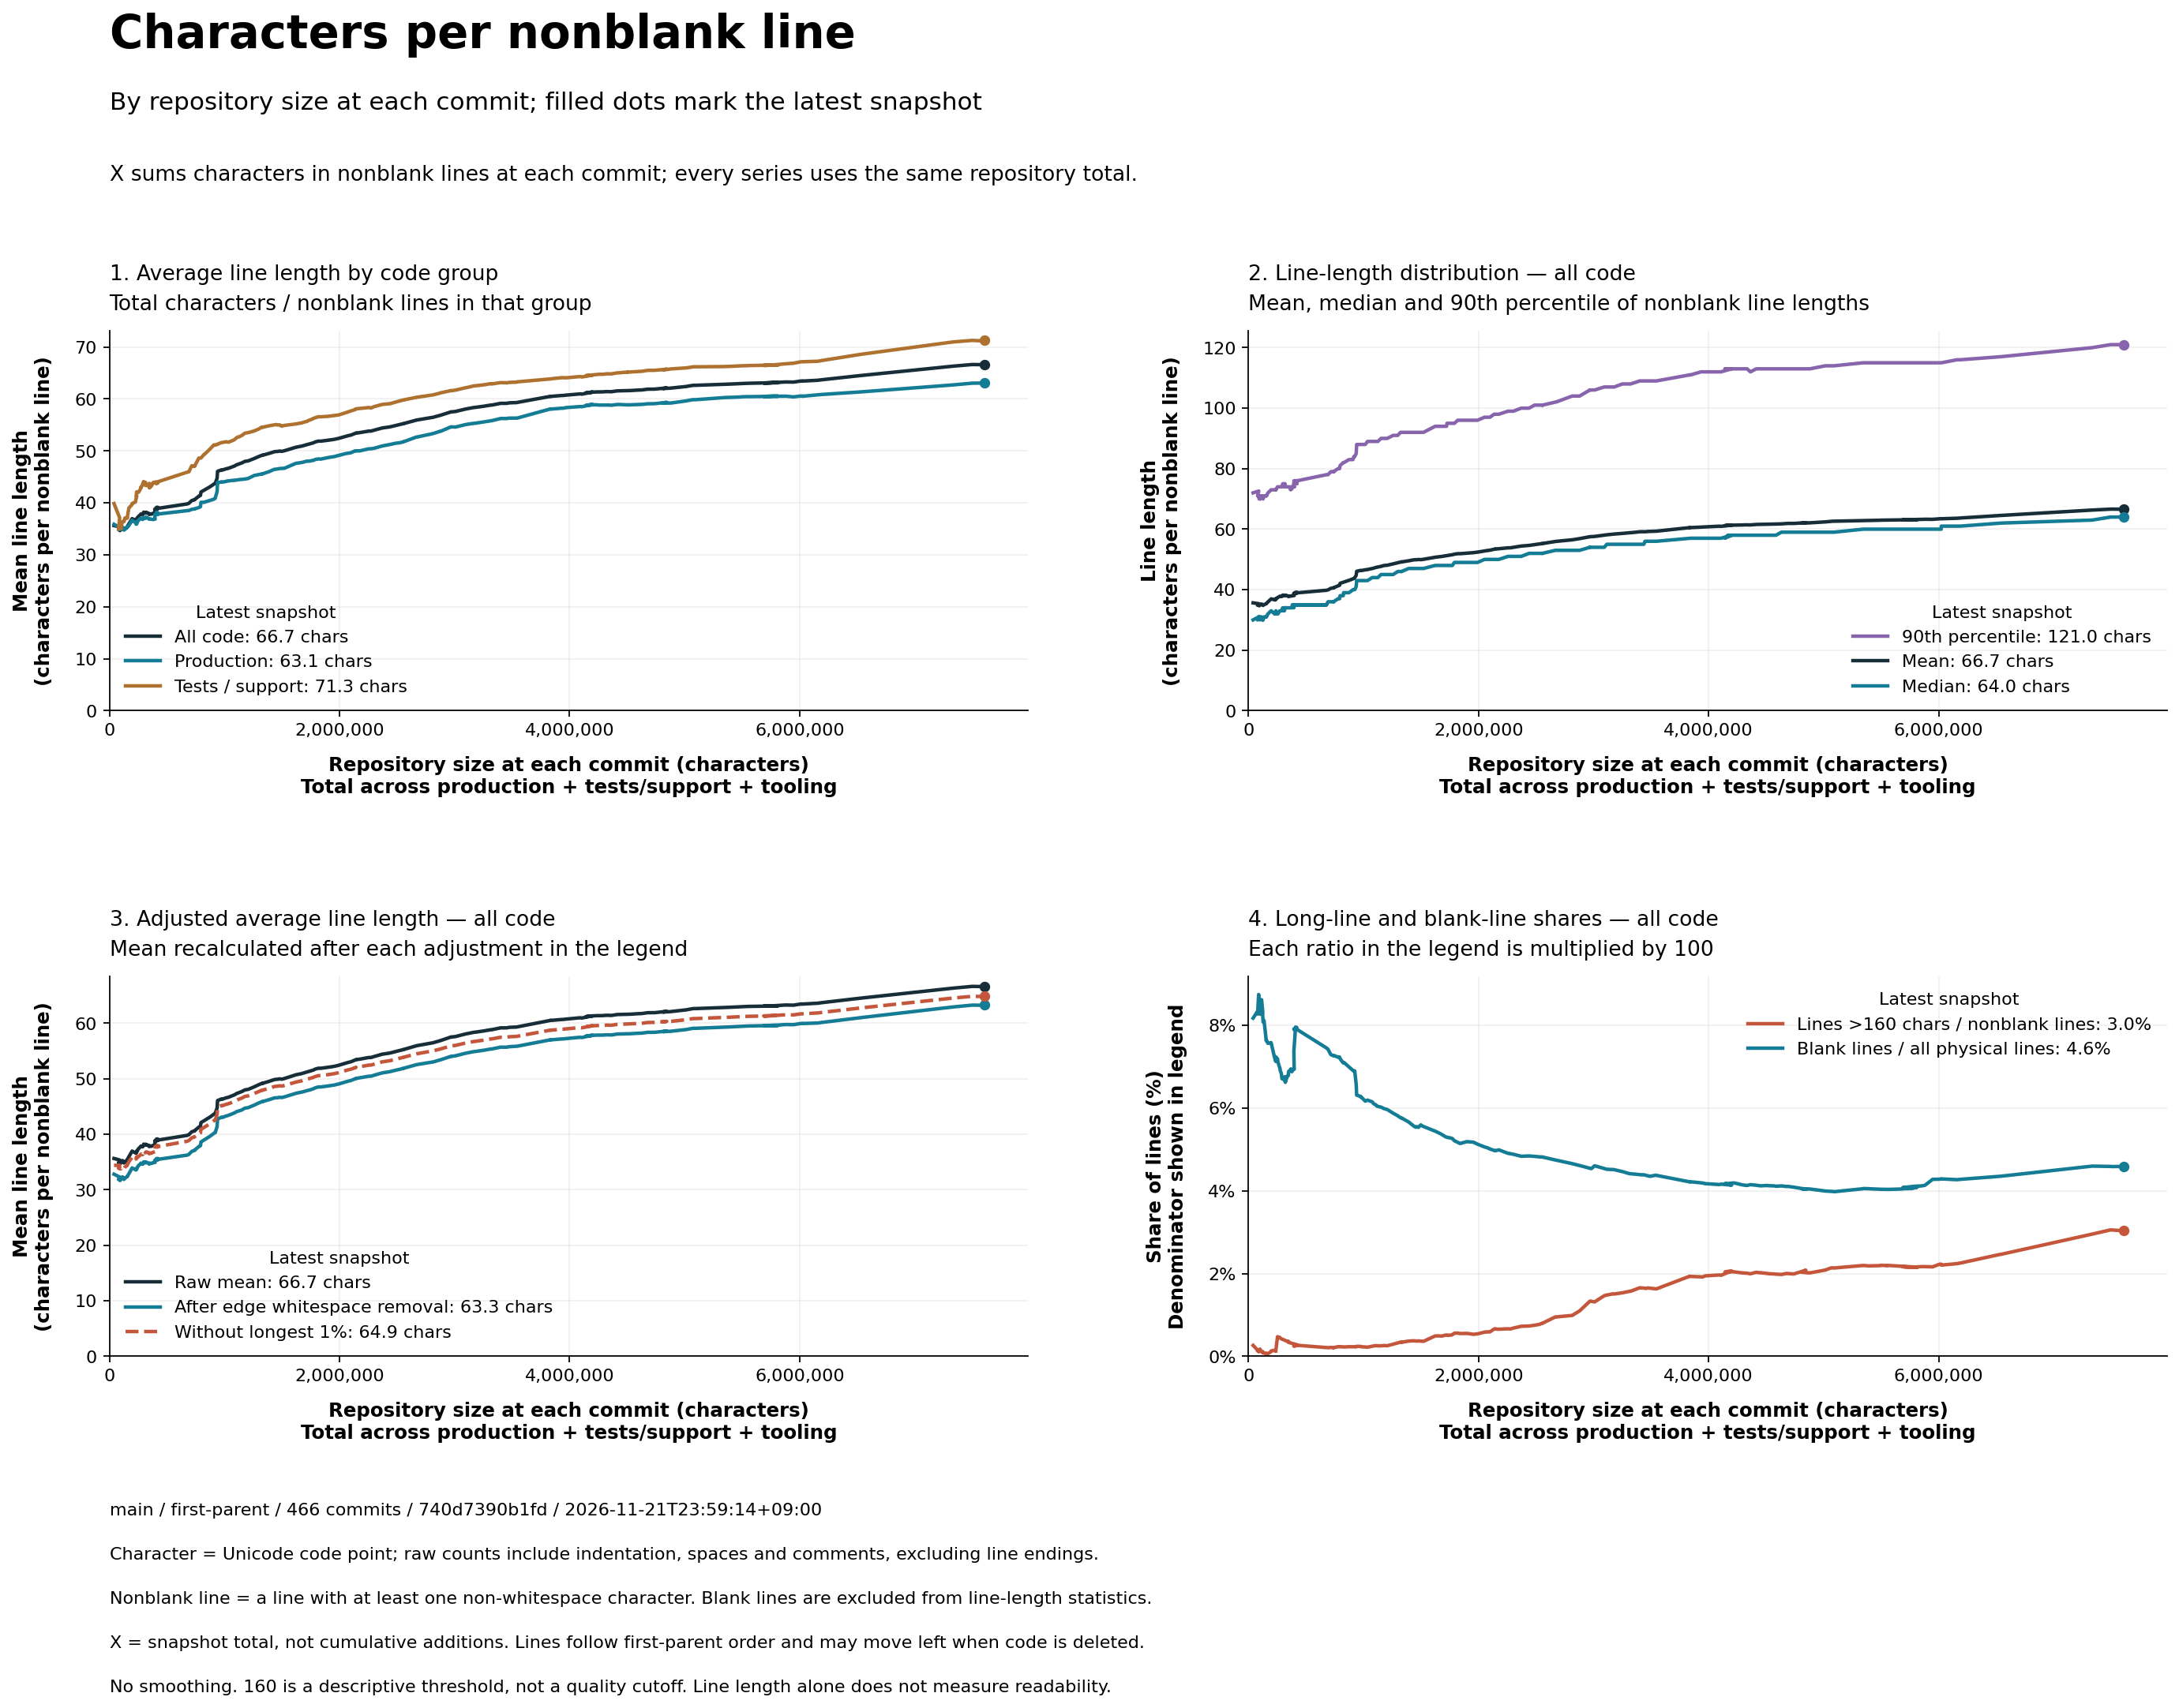 Characters per nonblank line
By repository size at each commit; filled dots mark the latest snapshot
X sums characters in nonblank lines at each commit; every series uses the same repository total.
1. Average line length by code group
Total characters / nonblank lines in that group
Mean line length
(characters per nonblank line)
70
60
50
40
30
20
10
0
Latest snapshot
All code: 66.7 chars
Production: 63.1 chars
Tests / support: 71.3 chars
0
2,000,000
4,000,000
6,000,000
Repository size at each commit (characters)
Total across production + tests/support + tooling
2. Line-length distribution — all code
Mean, median and 90th percentile of nonblank line lengths
Line length
(characters per nonblank line)
120
100
80
60
40
20
0
Latest snapshot
90th percentile: 121.0 chars
Mean: 66.7 chars
Median: 64.0 chars
0
2,000,000
4,000,000
6,000,000
Repository size at each commit (characters)
Total across production + tests/support + tooling
3. Adjusted average line length — all code
Mean recalculated after each adjustment in the legend
Mean line length
(characters per nonblank line)
60
50
40
30
20
10
0
Latest snapshot
Raw mean: 66.7 chars
After edge whitespace removal: 63.3 chars
Without longest 1%: 64.9 chars
0
2,000,000
4,000,000
6,000,000
Repository size at each commit (characters)
Total across production + tests/support + tooling
4. Long-line and blank-line shares — all code
Each ratio in the legend is multiplied by 100
Share of lines (%)
Denominator shown in legend
8%
6%
4%
2%
0%
Latest snapshot
Lines >160 chars / nonblank lines: 3.0%
Blank lines / all physical lines: 4.6%
0
2,000,000
4,000,000
6,000,000
Repository size at each commit (characters)
Total across production + tests/support + tooling
main / first-parent / 466 commits / 740d7390b1fd / 2026-11-21T23:59:14+09:00
Character = Unicode code point; raw counts include indentation, spaces and comments, excluding line endings.
Nonblank line = a line with at least one non-whitespace character. Blank lines are excluded from line-length statistics.
X = snapshot total, not cumulative additions. Lines follow first-parent order and may move left when code is deleted.
No smoothing. 160 is a descriptive threshold, not a quality cutoff. Line length alone does not measure readability.